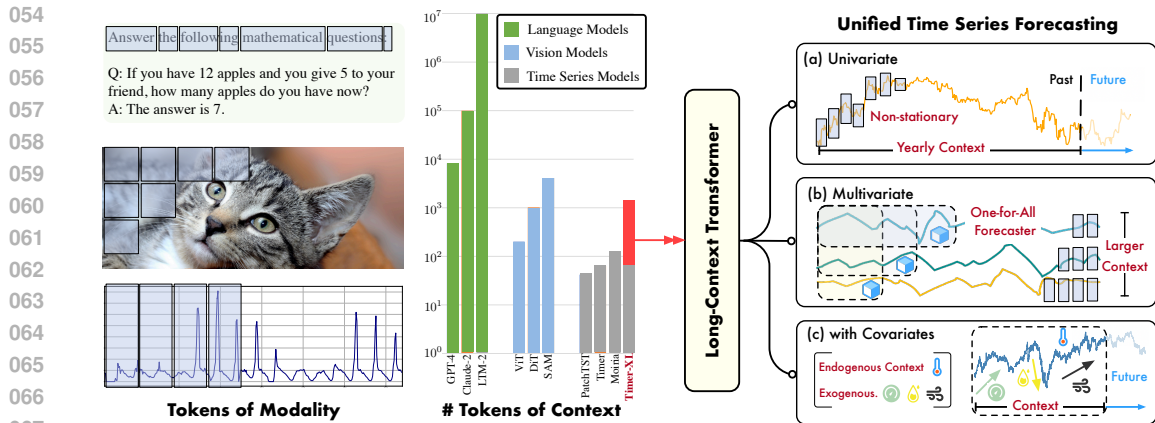 054
055
056
057
058
059
060
061
062
063
064
065
066
Answer the following mathematical questions:
Q: If you have 12 apples and you give 5 to your
friend, how many apples do you have now?
A: The answer is 7.
Tokens of Modality
10^7
10^6
10^5
10^4
10^3
10^2
10^1
10^0
Language Models
Vision Models
Time Series Models
GPT-4
Claude-2
LTM-2
ViT
DiT
SAM
PatchTST
Timer
Moiria
Timer-XL
# Tokens of Context
Long-Context Transformer
Unified Time Series Forecasting
(a) Univariate
Past
Future
Non-stationary
Yearly Context
(b) Multivariate
One-for-All
Forecaster
Larger
Context
(c) with Covariates
Endogenous Context
Exogenous.
Future
Context